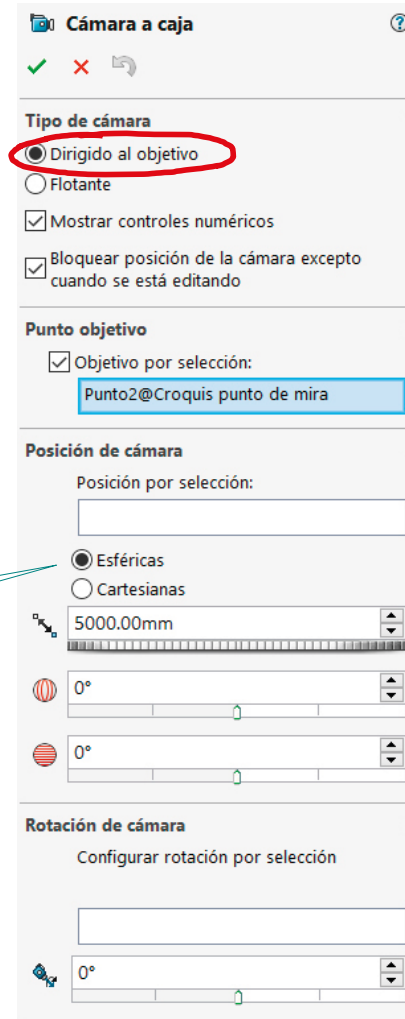 Cámara a caja
Tipo de cámara
Dirigido al objetivo
Flotante
Mostrar controles numéricos
Bloquear posición de la cámara excepto
cuando se está editando
Punto objetivo
Objetivo por selección:
Punto2@Croquis punto de mira
Posición de cámara
Posición por selección:
Esféricas
Cartesianas
5000.00mm
0°
0°
Rotación de cámara
Configurar rotación por selección
0°